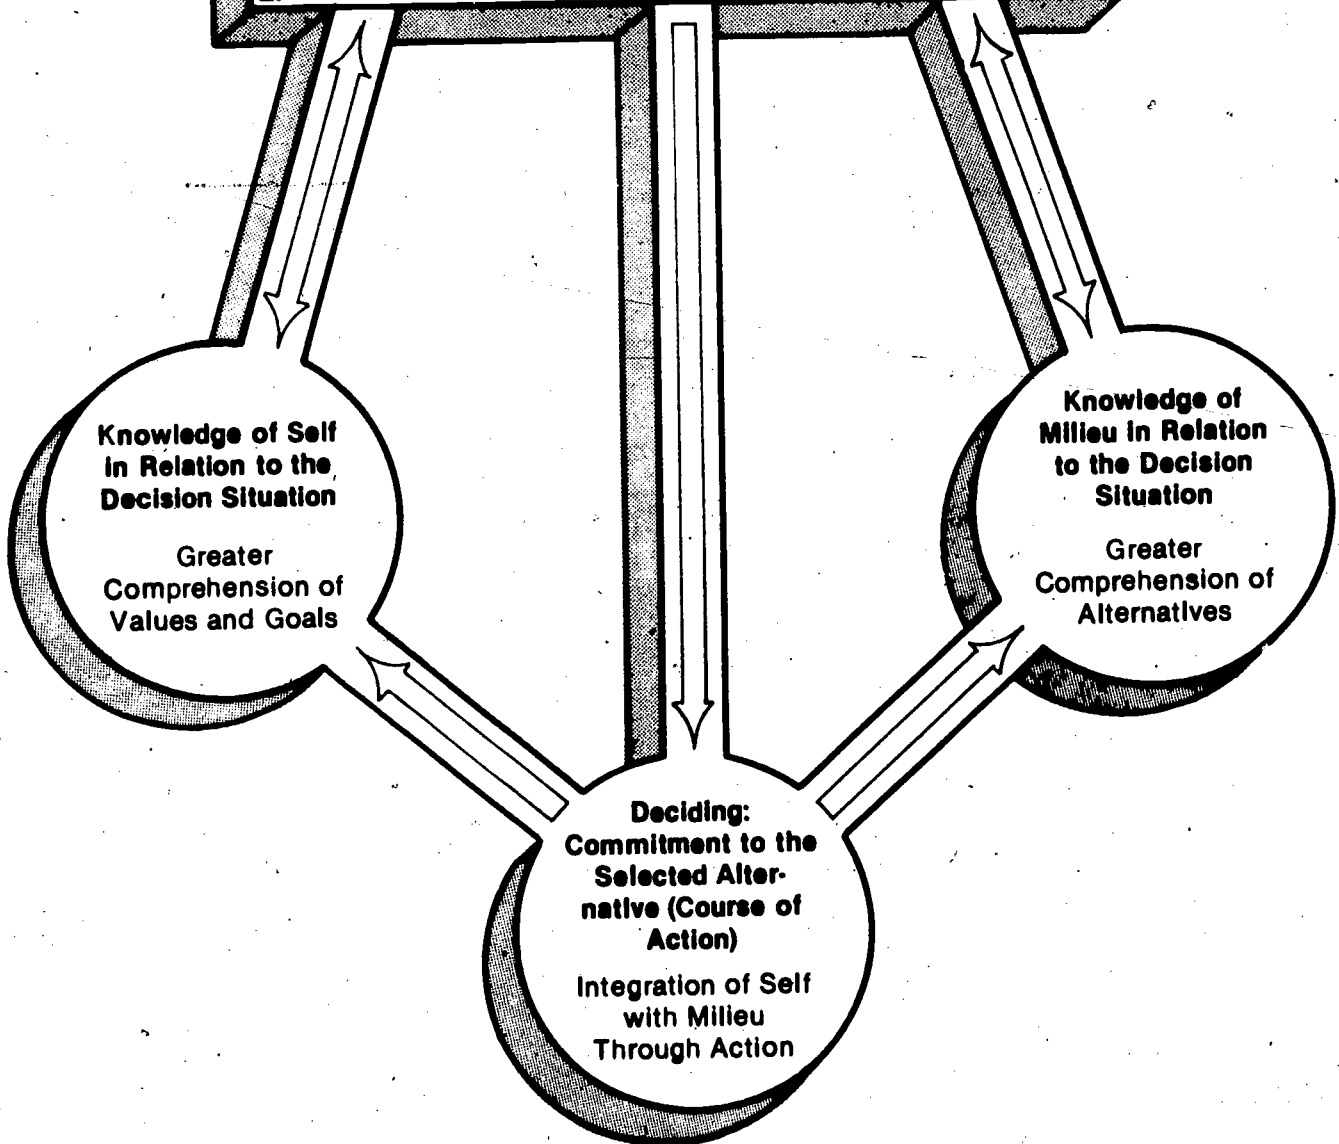 Knowledge of Self
in Relation to the
Decision Situation
Greater
Comprehension of
Values and Goals
Knowledge of
Milieu in Relation
to the Decision
Situation
Greater
Comprehension of
Alternatives
Deciding:
Commitment to the
Selected Alter-
native (Course of
Action)
Integration of Self
with Milieu
Through Action